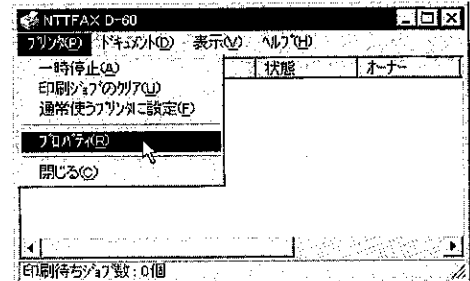 NTTFAX D-60
ﾌﾟﾘﾝﾀ(P) ﾄﾞｷｭﾒﾝﾄ(D) 表示(V) ﾍﾙﾌﾟ(H)
一時停止(A)
状態 ｵｰﾅｰ
印刷ｼﾞｮﾌﾞのｸﾘｱ(U)
通常使うﾌﾟﾘﾝﾀに設定(F)
ﾌﾟﾛﾊﾟﾃｨ(R)
閉じる(C)
印刷待ちｼﾞｮﾌﾞ数:0個